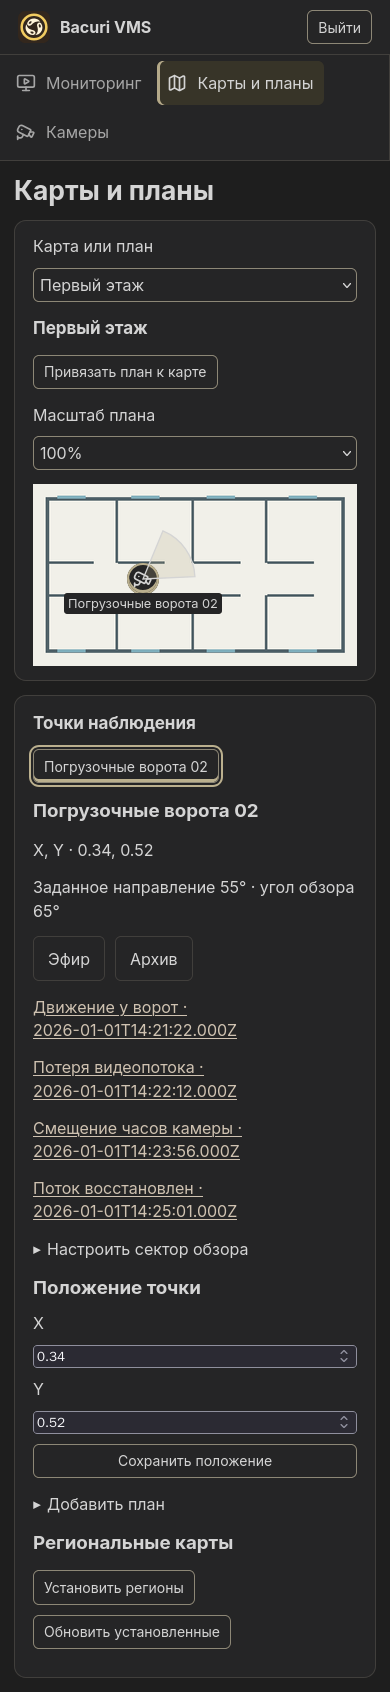 Bacuri VMS
Выйти
Мониторинг
Карты и планы
Камеры
Карты и планы
Карта или план
Первый этаж
Первый этаж
Привязать план к карте
Масштаб плана
100%
Погрузочные ворота 02
Точки наблюдения
Погрузочные ворота 02
Погрузочные ворота 02
X, Y · 0.34, 0.52
Заданное направление 55° · угол обзора
65°
Эфир
Архив
Движение у ворот ·
2026-01-01T14:21:22.000Z
Потеря видеопотока ·
2026-01-01T14:22:12.000Z
Смещение часов камеры ·
2026-01-01T14:23:56.000Z
Поток восстановлен ·
2026-01-01T14:25:01.000Z
Настроить сектор обзора
Положение точки
X
0.34
Y
0.52
Сохранить положение
Добавить план
Региональные карты
Установить регионы
Обновить установленные